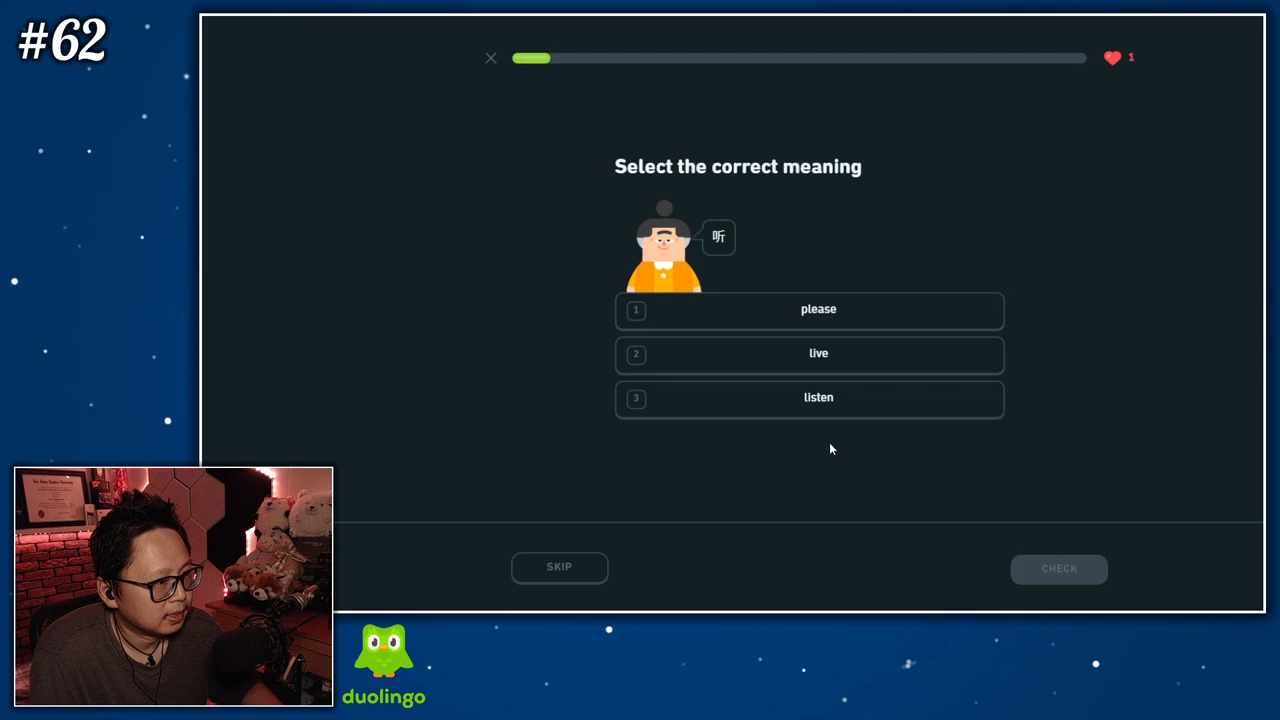 #62
1
Select the correct meaning
听
1 please
2 live
3 listen
SKIP
CHECK
duolingo